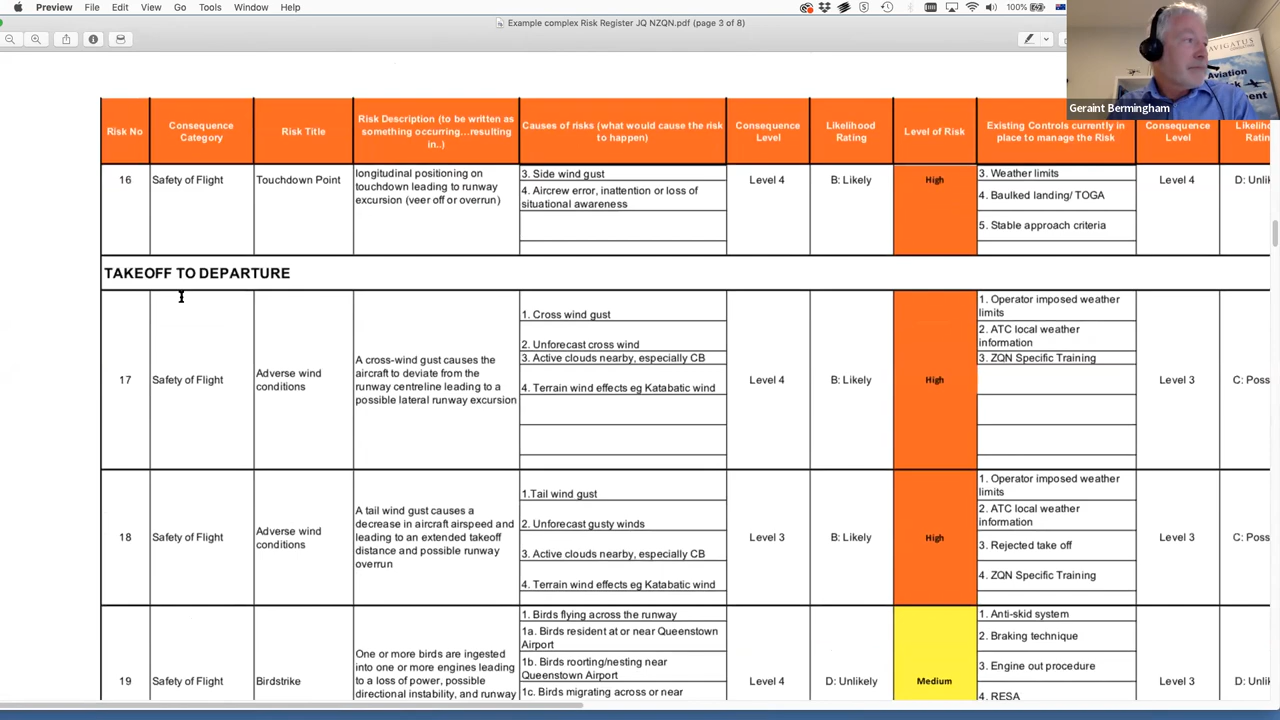 Preview File Edit View Go Tools Window Help 100%
Example complex Risk Register JQ NZQN.pdf (page 3 of 8)
NAVIGATUS
Aviation
Geraint Bermingham
Risk No
Consequence
Category
Risk Title
Risk Description (to be written as
something occurring...resulting
in..)
Causes of risks (what would cause the risk
to happen)
Consequence
Level
Likelihood
Rating
Level of Risk
Existing Controls currently in
place to manage the Risk
Consequence
Level
16
Safety of Flight
Touchdown Point
longitudinal positioning on
touchdown leading to runway
excursion (veer off or overrun)
3. Side wind gust
4. Aircrew error, inattention or loss of
situational awareness
Level 4
B: Likely
High
3. Weather limits
4. Baulked landing/ TOGA
5. Stable approach criteria
Level 4
D: Unlik
TAKEOFF TO DEPARTURE
17
Safety of Flight
Adverse wind
conditions
A cross-wind gust causes the
aircraft to deviate from the
runway centreline leading to a
possible lateral runway excursion
1. Cross wind gust
2. Unforecast cross wind
3. Active clouds nearby, especially CB
4. Terrain wind effects eg Katabatic wind
Level 4
B: Likely
High
1. Operator imposed weather
limits
2. ATC local weather
information
3. ZQN Specific Training
Level 3
C: Poss
18
Safety of Flight
Adverse wind
conditions
A tail wind gust causes a
decrease in aircraft airspeed and
leading to an extended takeoff
distance and possible runway
overrun
1.Tail wind gust
2. Unforecast gusty winds
3. Active clouds nearby, especially CB
4. Terrain wind effects eg Katabatic wind
Level 3
B: Likely
High
1. Operator imposed weather
limits
2. ATC local weather
information
3. Rejected take off
4. ZQN Specific Training
Level 3
C: Poss
19
Safety of Flight
Birdstrike
One or more birds are ingested
into one or more engines leading
to a loss of power, possible
directional instability, and runway
1. Birds flying across the runway
1a. Birds resident at or near Queenstown
Airport
1b. Birds roorting/nesting near
Queenstown Airport
1c. Birds migrating across or near
Level 4
D: Unlikely
Medium
1. Anti-skid system
2. Braking technique
3. Engine out procedure
4. RESA
Level 3
D: Unlik